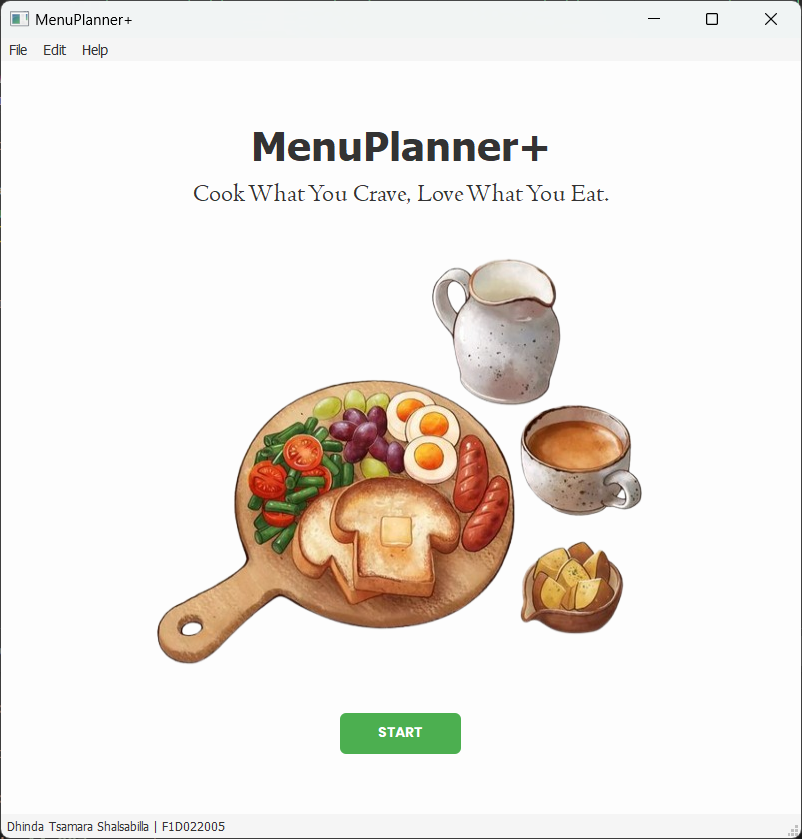 MenuPlanner+
File Edit Help
MenuPlanner+
Cook What You Crave, Love What You Eat.
START
Dhinda Tsamara Shalsabilla | F1D022005